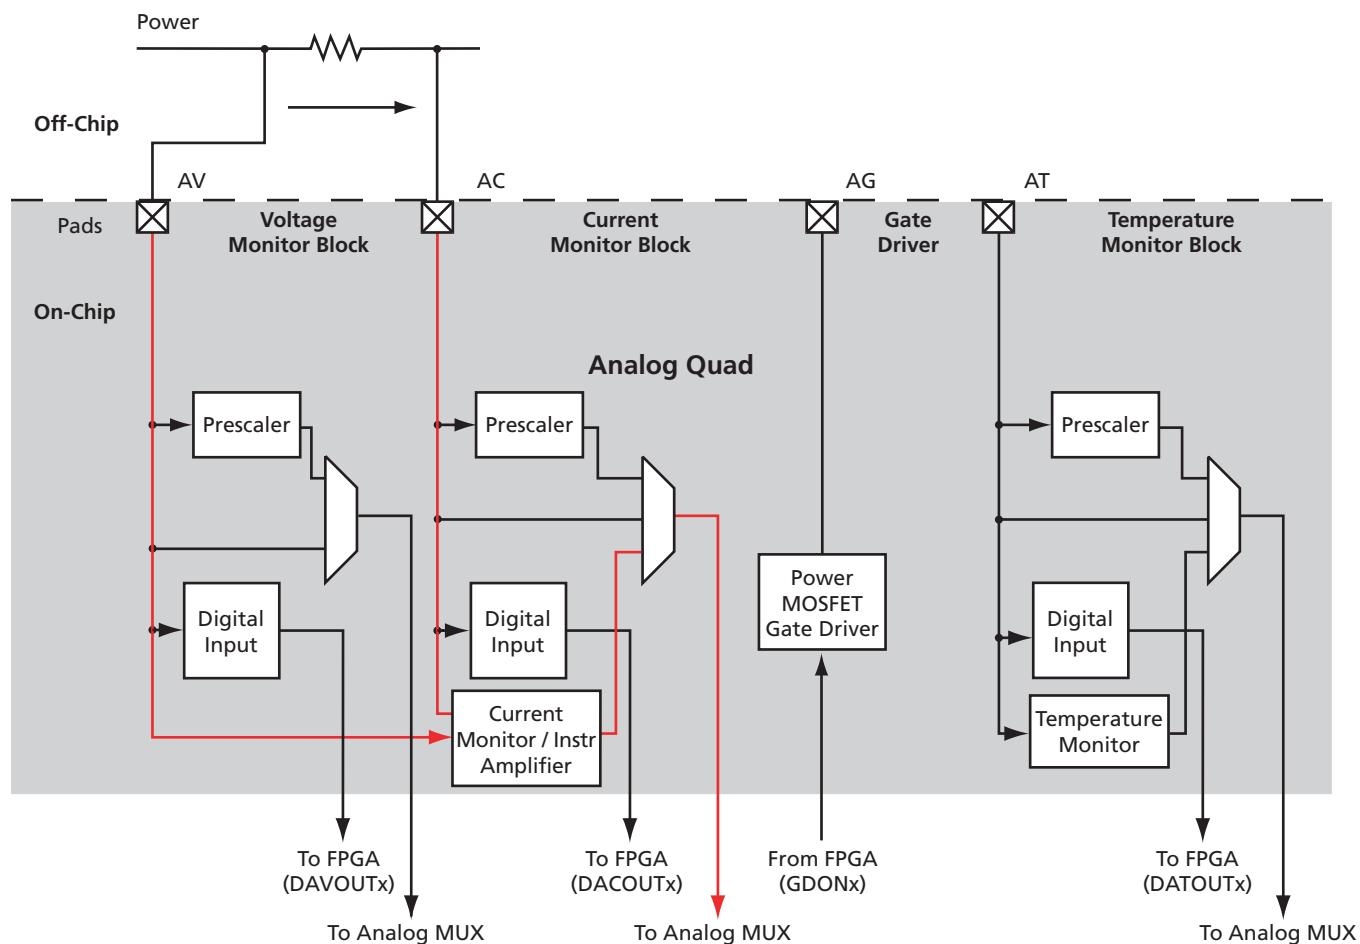 Power
Off-Chip
AV
AC
AG
AT
Pads
Voltage
Monitor Block
Current
Monitor Block
Gate
Driver
Temperature
Monitor Block
On-Chip
Analog Quad
Prescaler
Prescaler
Prescaler
Digital
Input
Digital
Input
Power
MOSFET
Gate Driver
Digital
Input
Current
Monitor / Instr
Amplifier
Temperature
Monitor
To FPGA
(DAVOUTx)
To FPGA
(DACOUTx)
From FPGA
(GDONx)
To FPGA
(DATOUTx)
To Analog MUX
To Analog MUX
To Analog MUX